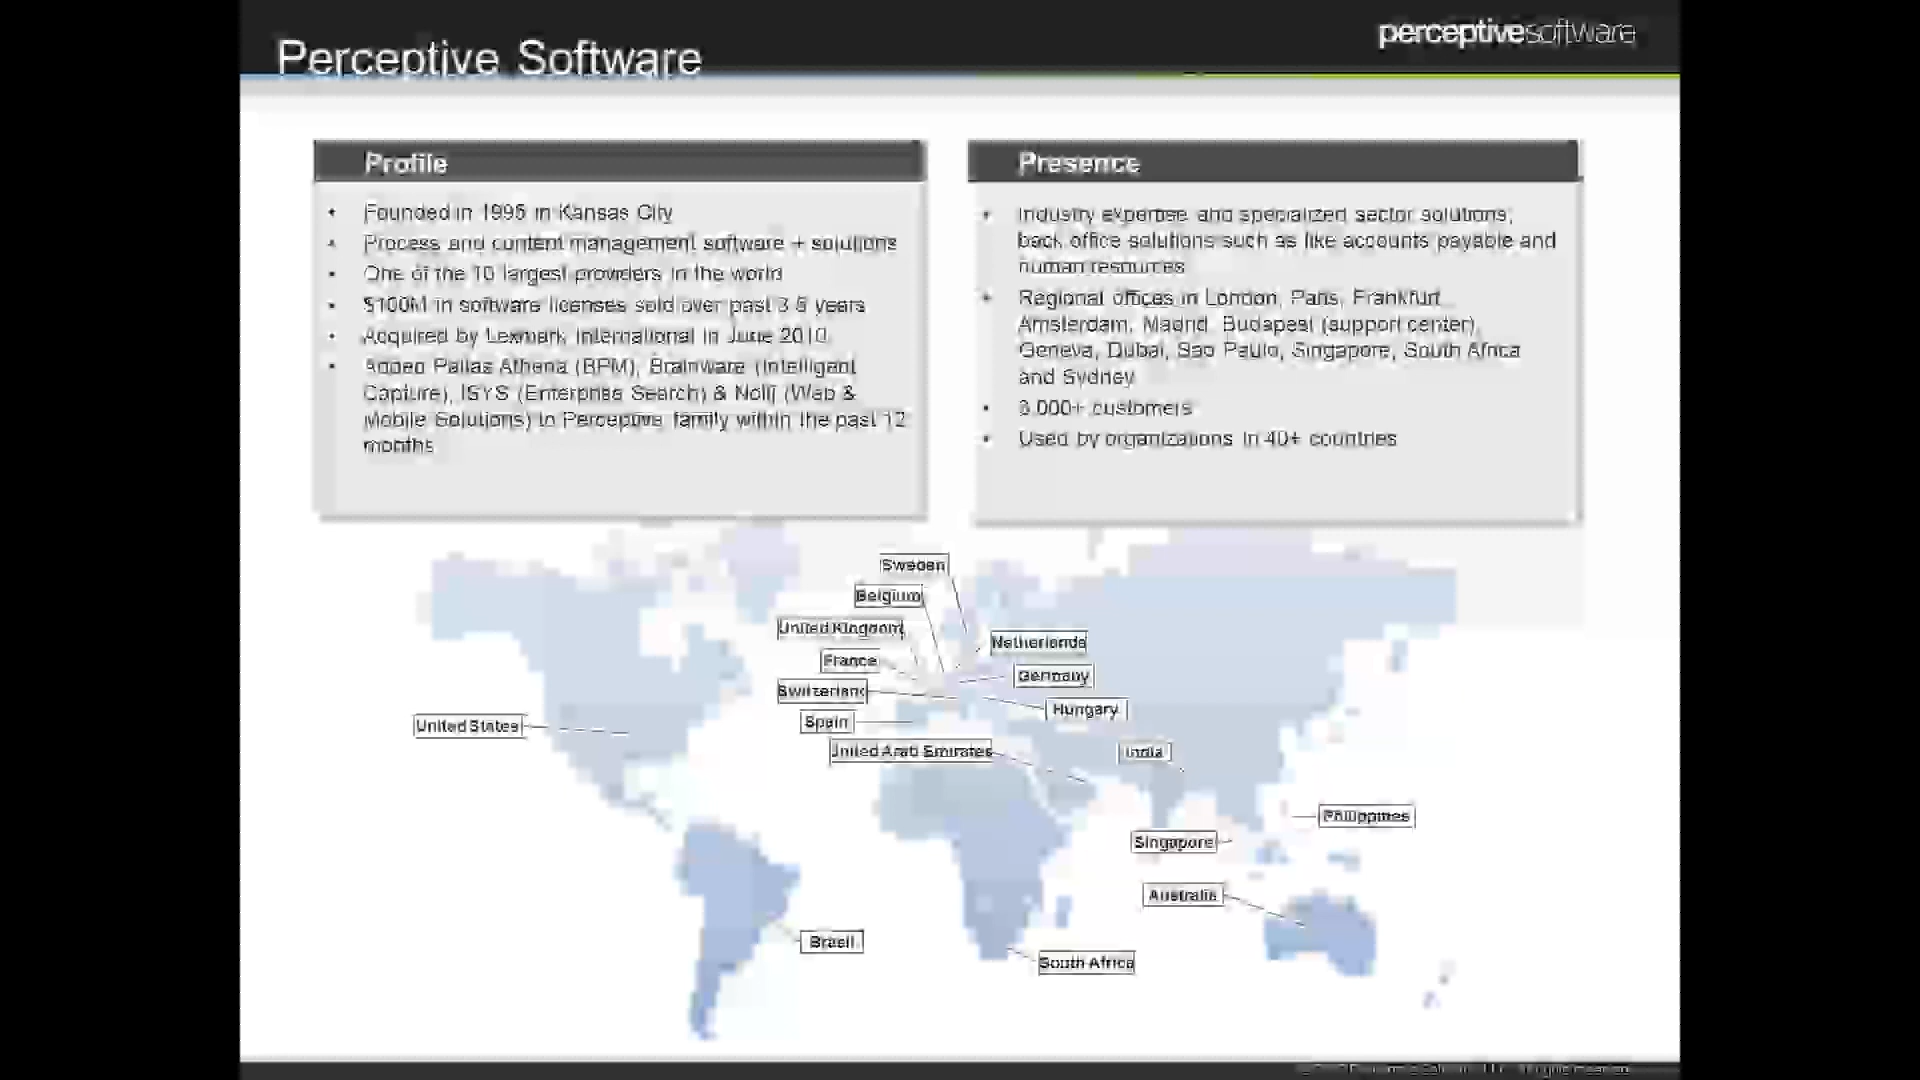 Perceptive Software
perceptivesoftware
Profile
• Founded in 1995 in Kansas City
• Process and content management software + solutions
• One of the 10 largest providers in the world
• $100M in software licenses sold over past 3.5 years
• Acquired by Lexmark International in June 2010
• Added Pallas Athena (BPM), Brainware (Intelligent
Capture), ISYS (Enterprise Search) & Nolij (Web &
Mobile Solutions) to Perceptive family within the past 12
months
Presence
• Industry expertise and specialized sector solutions;
back office solutions such as like accounts payable and
human resources
• Regional offices in London, Paris, Frankfurt,
Amsterdam, Madrid, Budapest (support center),
Geneva, Dubai, Sao Paulo, Singapore, South Africa
and Sydney
• customers
• Used by organizations in 40+ countries
Sweden
Belgium
United Kingdom
Netherlands
France
Germany
Switzerland
Hungary
Spain
United States
United Arab Emirates
India
Philippines
Singapore
Australia
Brasil
South Africa